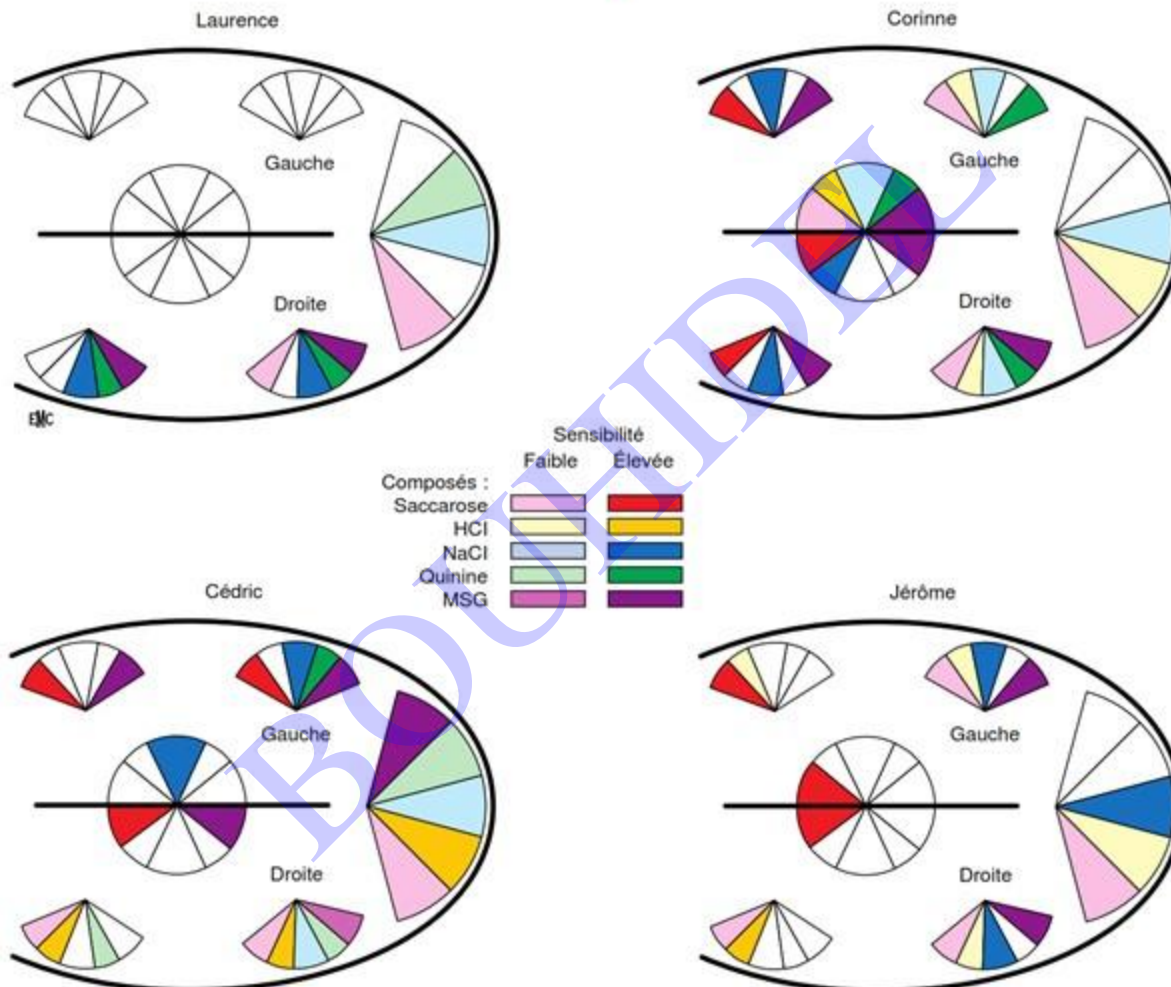 Laurence
Corinne
Gauche
Gauche
Droite
Droite
EMC
Sensibilité
Faible Élevée
Composés :
Saccarose
HCl
NaCl
Quinine
MSG
Cédric
Jérôme
Gauche
Gauche
Droite
Droite
BOUHIDEL